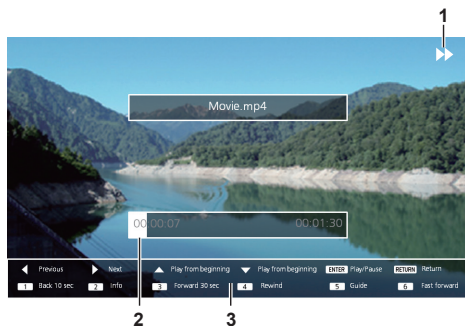 1
Movie.mp4
00:00:07 00:01:30
Previous Next Play from beginning Play from beginning ENTER Play/Pause RETURN Return
1 Back 10 sec 2 Info 3 Forward 30 sec 4 Rewind 5 Guide 6 Fast forward
2 3